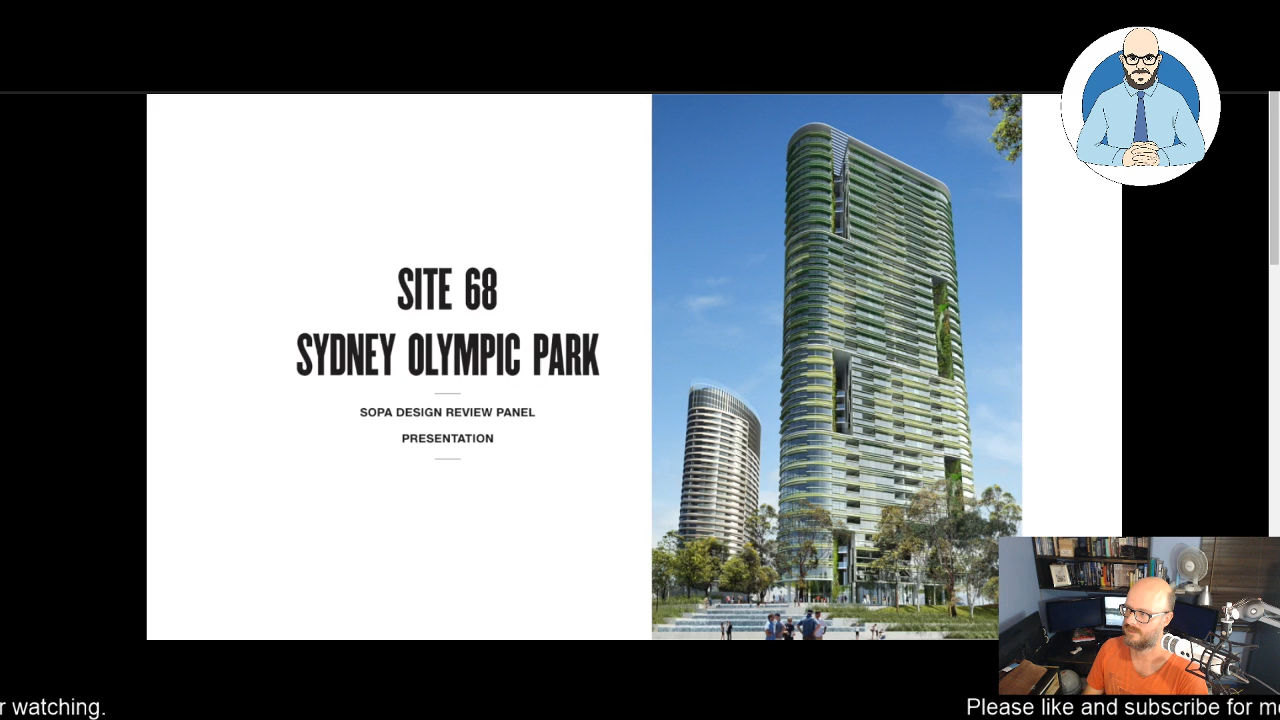 SITE 68
SYDNEY OLYMPIC PARK
SOPA DESIGN REVIEW PANEL
PRESENTATION
r watching.
Please like and subscribe for m